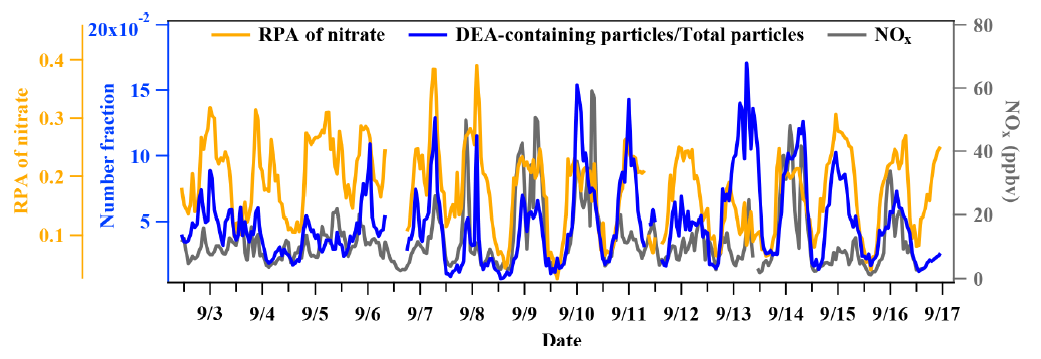 20x10-2
RPA of nitrate
DEA-containing particles/Total particles
NOx
80
0.4
15
60
0.3
10
40
0.2
5
20
0.1
0
RPA of nitrate
Number fraction
NOx (ppbv)
9/3 9/4 9/5 9/6 9/7 9/8 9/9 9/10 9/11 9/12 9/13 9/14 9/15 9/16 9/17
Date